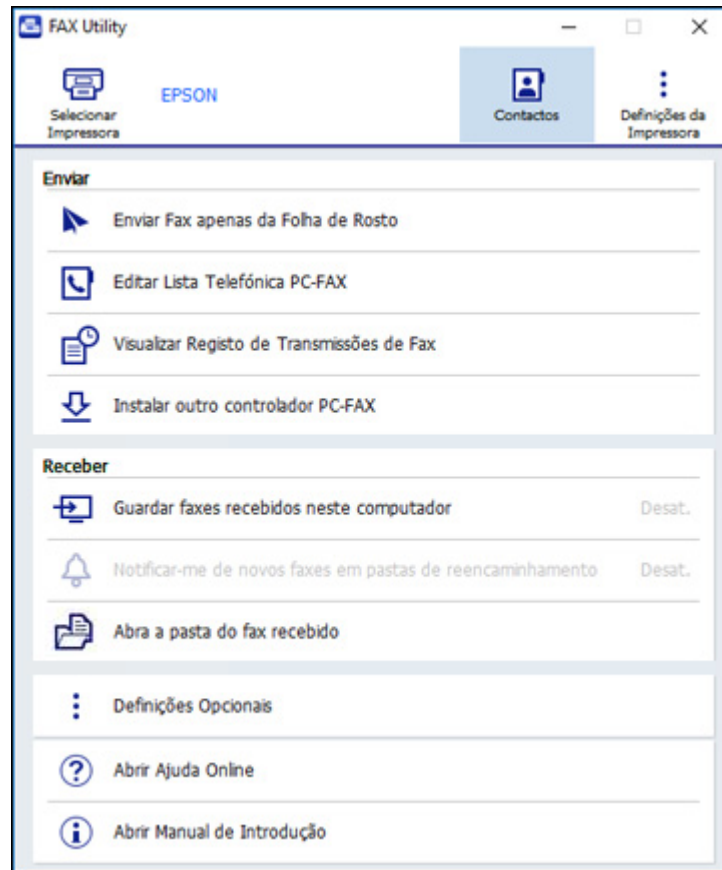 FAX Utility
Selecionar
Impressora
EPSON
Contactos
Definições da
Impressora
Enviar
Enviar Fax apenas da Folha de Rosto
Editar Lista Telefónica PC-FAX
Visualizar Registo de Transmissões de Fax
Instalar outro controlador PC-FAX
Receber
Guardar faxes recebidos neste computador Desat.
Notificar-me de novos faxes em pastas de reencaminhamento Desat.
Abra a pasta do fax recebido
Definições Opcionais
Abrir Ajuda Online
Abrir Manual de Introdução